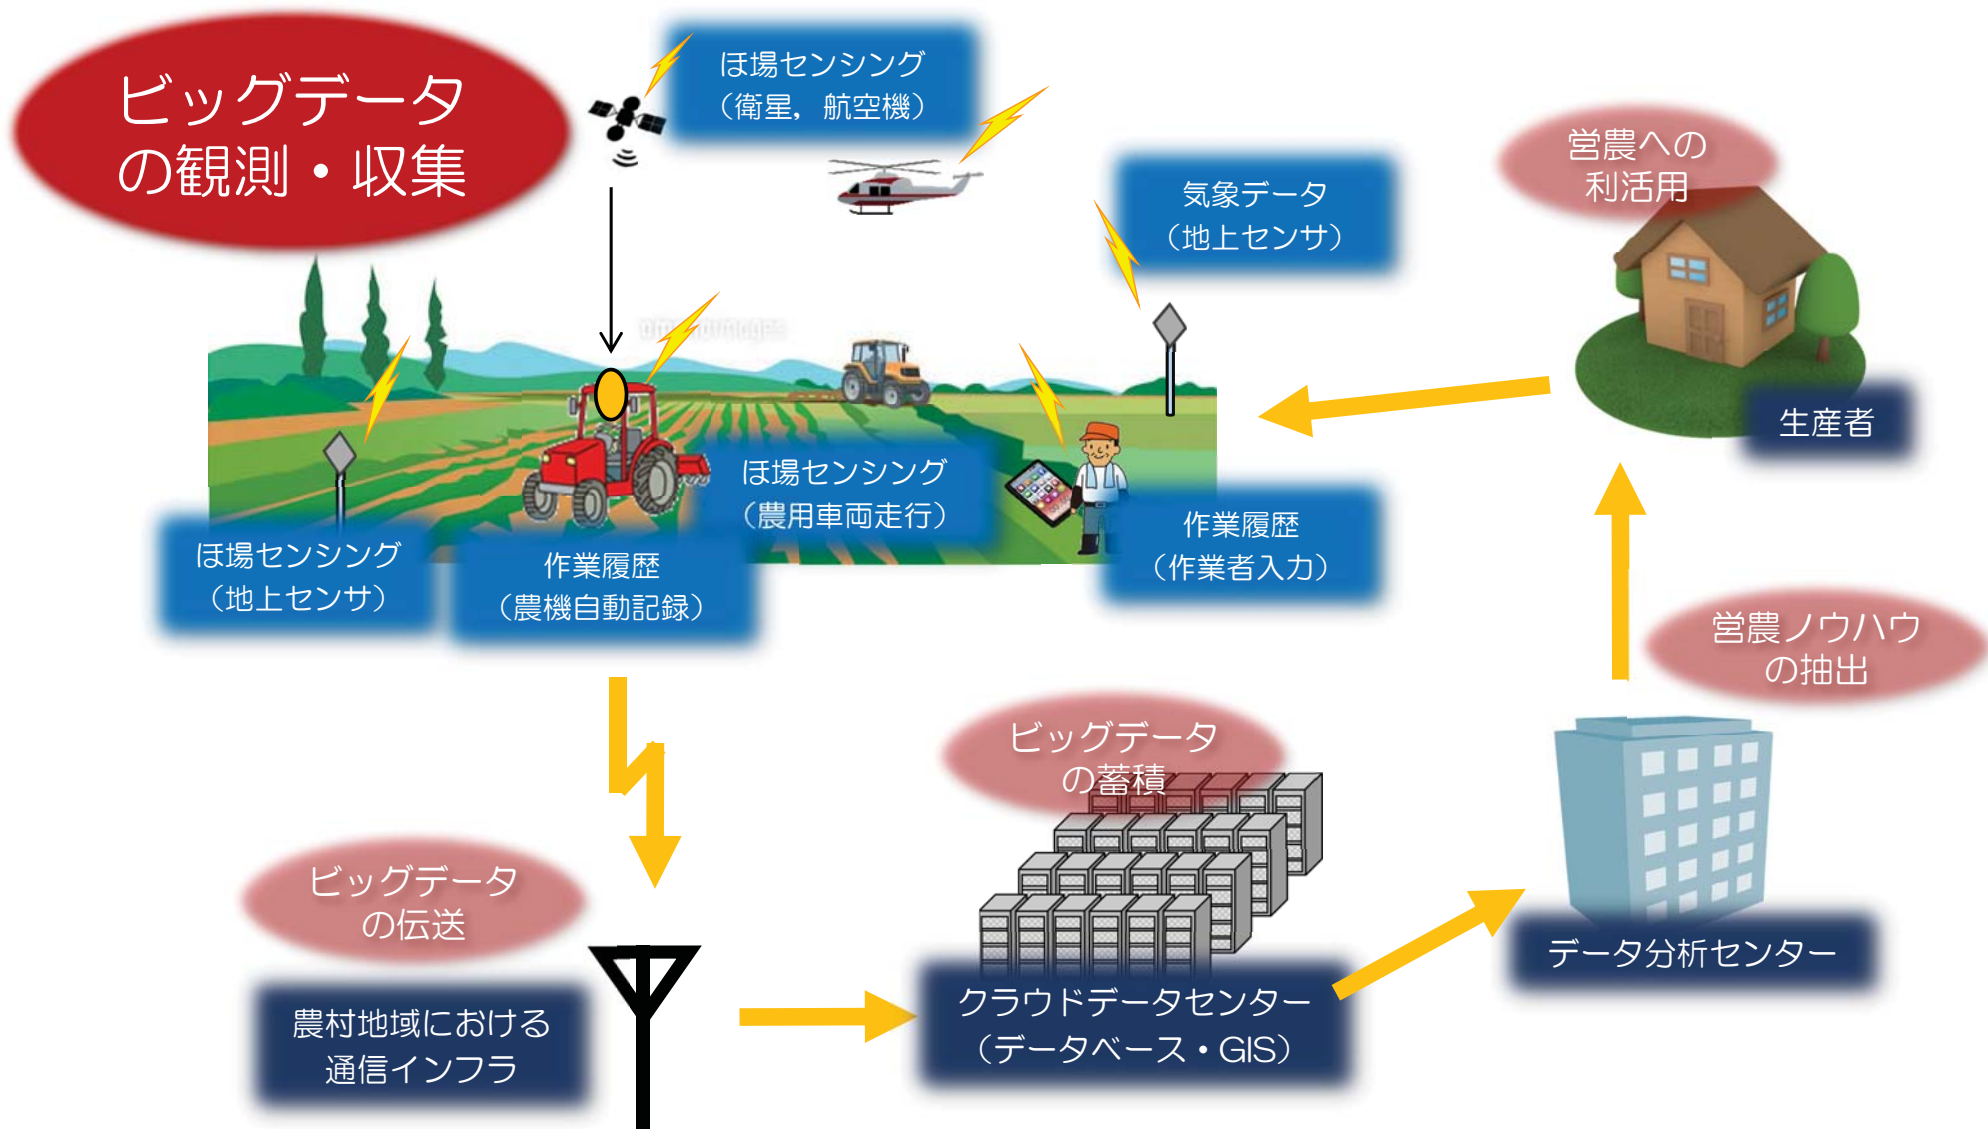 ビッグデータ
の観測・収集
ほ場センシング
（衛星，航空機）
気象データ
（地上センサ）
営農への
利活用
生産者
ほ場センシング
（農用車両走行）
ほ場センシング
（地上センサ）
作業履歴
（農機自動記録）
作業履歴
（作業者入力）
営農ノウハウ
の抽出
ビッグデータ
の蓄積
ビッグデータ
の伝送
農村地域における
通信インフラ
クラウドデータセンター
（データベース・GIS）
データ分析センター